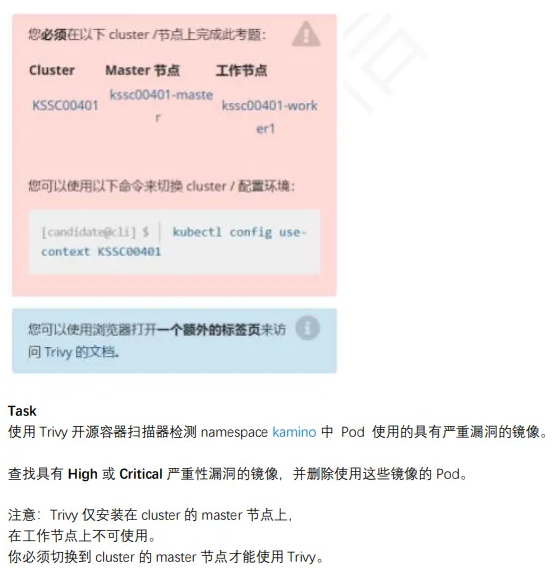 您必须在以下 cluster /节点上完成此考题：
Cluster Master 节点 工作节点
KSSC00401 kssc00401-maste
r kssc00401-work
er1
您可以使用以下命令来切换 cluster / 配置环境：
[candidate@cli] $ | kubectl config use-
context KSSC00401
您可以使用浏览器打开一个额外的标签页来访
问 Trivy 的文档。
Task
使用 Trivy 开源容器扫描器检测 namespace kamino 中 Pod 使用的具有严重漏洞的镜像。
查找具有 High 或 Critical 严重性漏洞的镜像，并删除使用这些镜像的 Pod。
注意：Trivy 仅安装在 cluster 的 master 节点上，
在工作节点上不可使用。
你必须切换到 cluster 的 master 节点才能使用 Trivy。